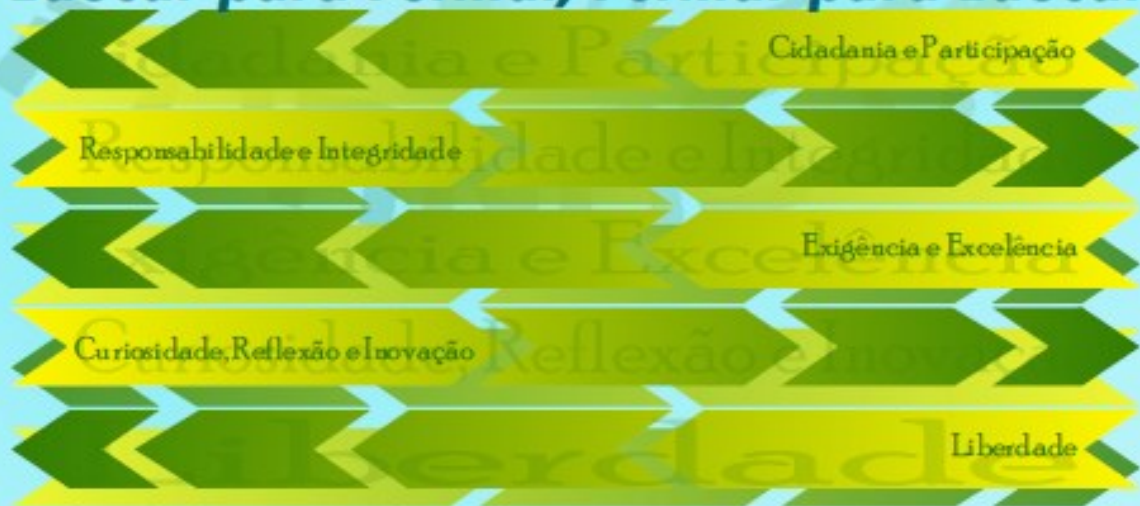 Cidadania e Participação
Responsabilidade e Integridade
Exigência e Excelência
Curiosidade, Reflexão e Inovação
Liberdade